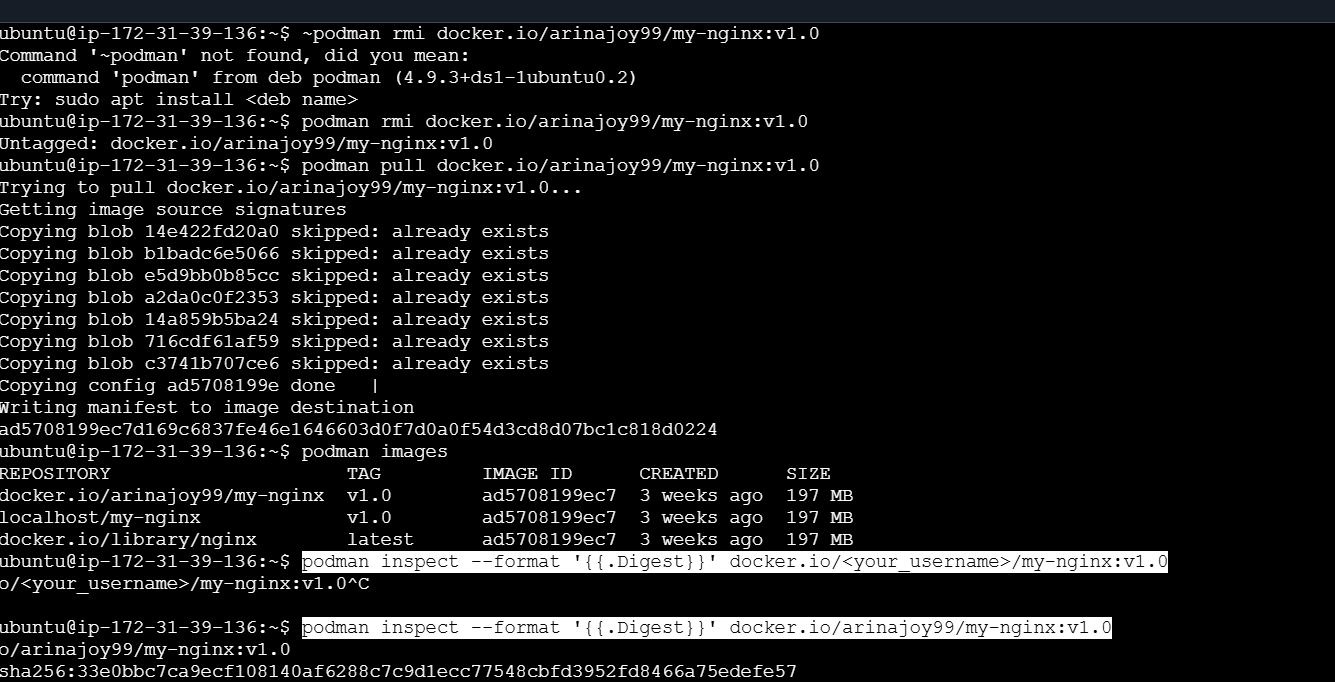 ubuntu@ip-172-31-39-136:~$ ~podman rmi docker.io/arinajoy99/my-nginx:v1.0
Command '~podman' not found, did you mean:
  command 'podman' from deb podman (4.9.3+ds1-1ubuntu0.2)
Try: sudo apt install <deb name>
ubuntu@ip-172-31-39-136:~$ podman rmi docker.io/arinajoy99/my-nginx:v1.0
Untagged: docker.io/arinajoy99/my-nginx:v1.0
ubuntu@ip-172-31-39-136:~$ podman pull docker.io/arinajoy99/my-nginx:v1.0
Trying to pull docker.io/arinajoy99/my-nginx:v1.0...
Getting image source signatures
Copying blob 14e422fd20a0 skipped: already exists
Copying blob b1badc6e5066 skipped: already exists
Copying blob e5d9bb0b85cc skipped: already exists
Copying blob a2da0c0f2353 skipped: already exists
Copying blob 14a859b5ba24 skipped: already exists
Copying blob 716cdf61af59 skipped: already exists
Copying blob c3741b707ce6 skipped: already exists
Copying config ad5708199e done   |
Writing manifest to image destination
ad5708199ec7d169c6837fe46e1646603d0f7d0a0f54d3cd8d07bc1c818d0224
ubuntu@ip-172-31-39-136:~$ podman images
REPOSITORY                     TAG         IMAGE ID      CREATED      SIZE
docker.io/arinajoy99/my-nginx  v1.0        ad5708199ec7  3 weeks ago  197 MB
localhost/my-nginx             v1.0        ad5708199ec7  3 weeks ago  197 MB
docker.io/library/nginx        latest      ad5708199ec7  3 weeks ago  197 MB
ubuntu@ip-172-31-39-136:~$ podman inspect --format '{{.Digest}}' docker.io/<your_username>/my-nginx:v1.0
o/<your_username>/my-nginx:v1.0^C
ubuntu@ip-172-31-39-136:~$ podman inspect --format '{{.Digest}}' docker.io/arinajoy99/my-nginx:v1.0
o/arinajoy99/my-nginx:v1.0
sha256:33e0bbc7ca9ecf108140af6288c7c9d1ecc77548cbfd3952fd8466a75edefe57